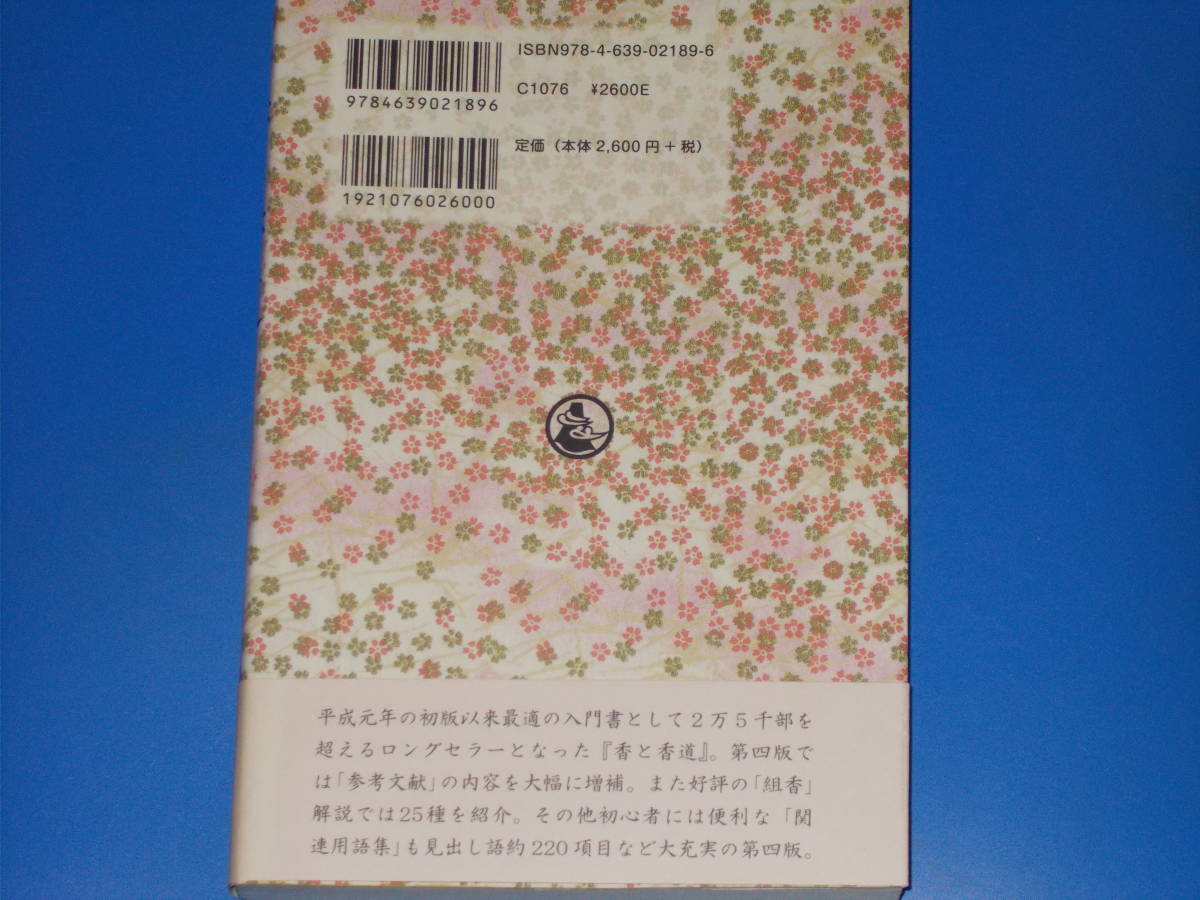 ISBN978-4-639-02189-6
9784639021896
C1076 ¥2600E
定価（本体2,600円＋税）
1921076026000
平成元年の初版以来最適の入門書として２万５千部を
超えるロングセラーとなった『香と香道』。第四版で
は「参考文献」の内容を大幅に増補。また好評の「組香」
解説では25種を紹介。その他初心者には便利な「関
連用語集」も見出し語約220項目など大充実の第四版。